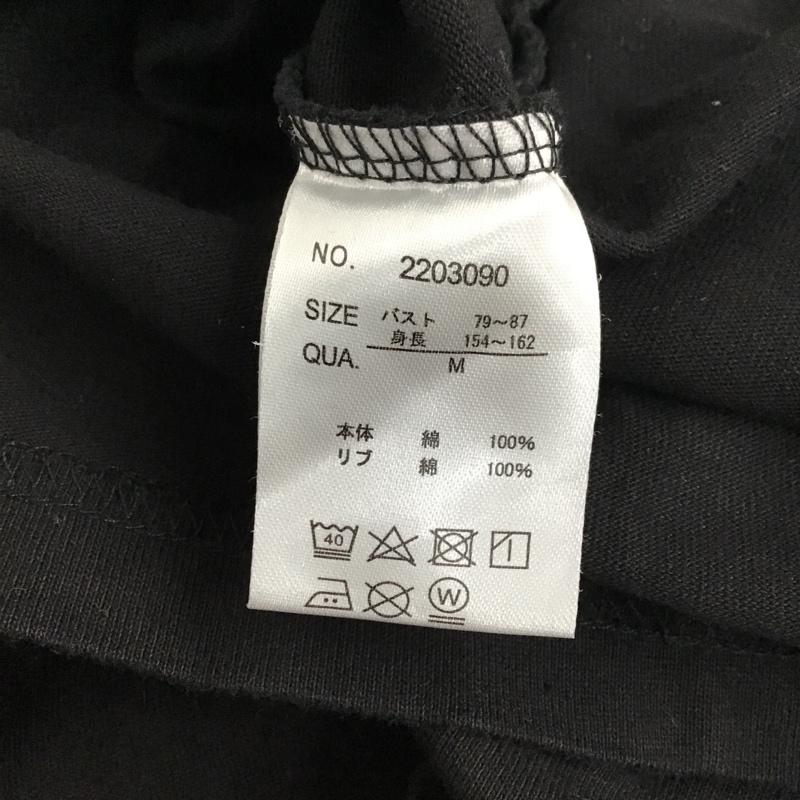 NO. 2203090
SIZE バスト 79～87
身長 154～162
QUA. M
本体 綿 100%
リブ 綿 100%
40
W